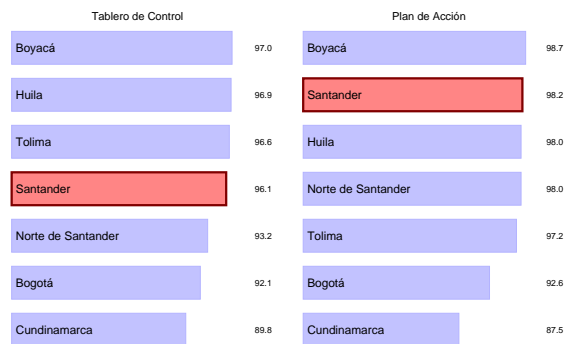 Tablero de Control
Boyacá 97.0
Huila 96.9
Tolima 96.6
Santander 96.1
Norte de Santander 93.2
Bogotá 92.1
Cundinamarca 89.8
Plan de Acción
Boyacá 98.7
Santander 98.2
Huila 98.0
Norte de Santander 98.0
Tolima 97.2
Bogotá 92.6
Cundinamarca 87.5